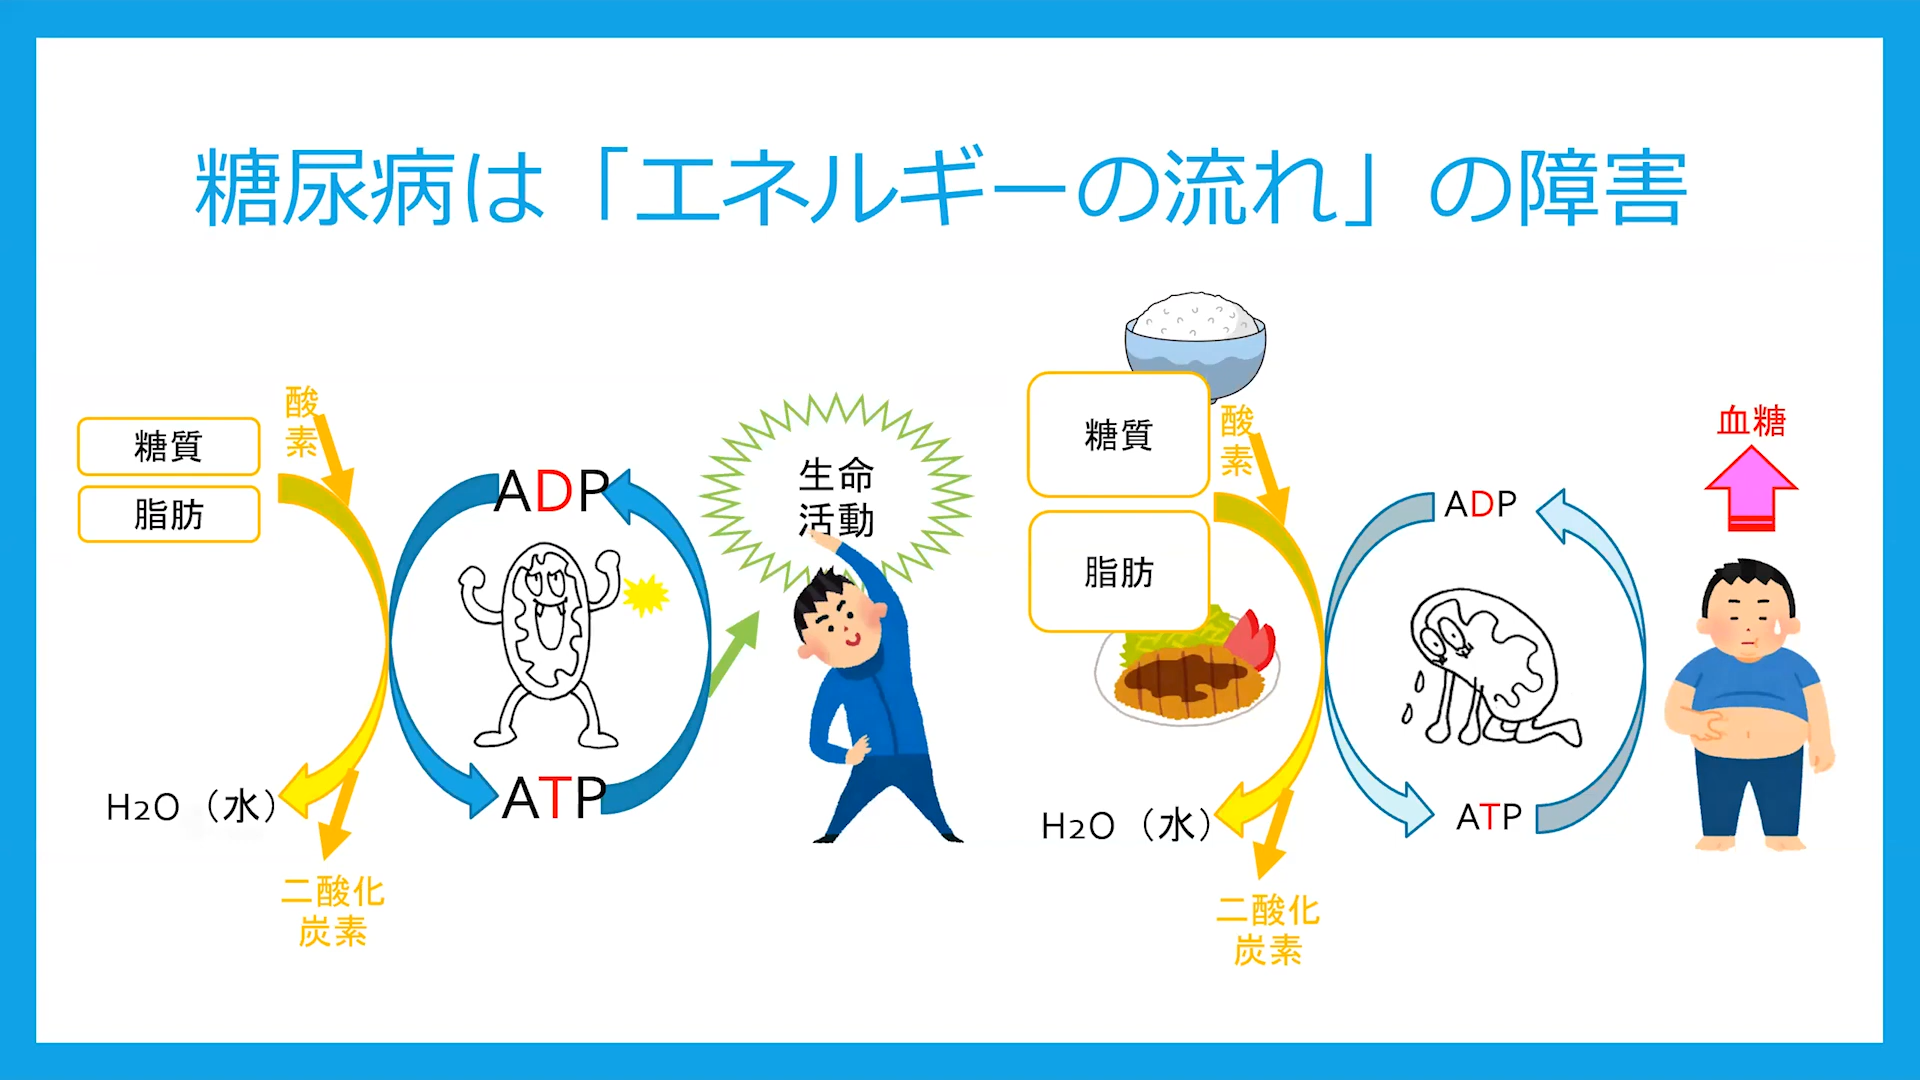 糖尿病は「エネルギーの流れ」の障害
酸
素
糖質
脂肪
ADP
ATP
生命
活動
H2O（水）
二酸化
炭素
糖質
脂肪
酸
素
ADP
ATP
血糖
H2O（水）
二酸化
炭素